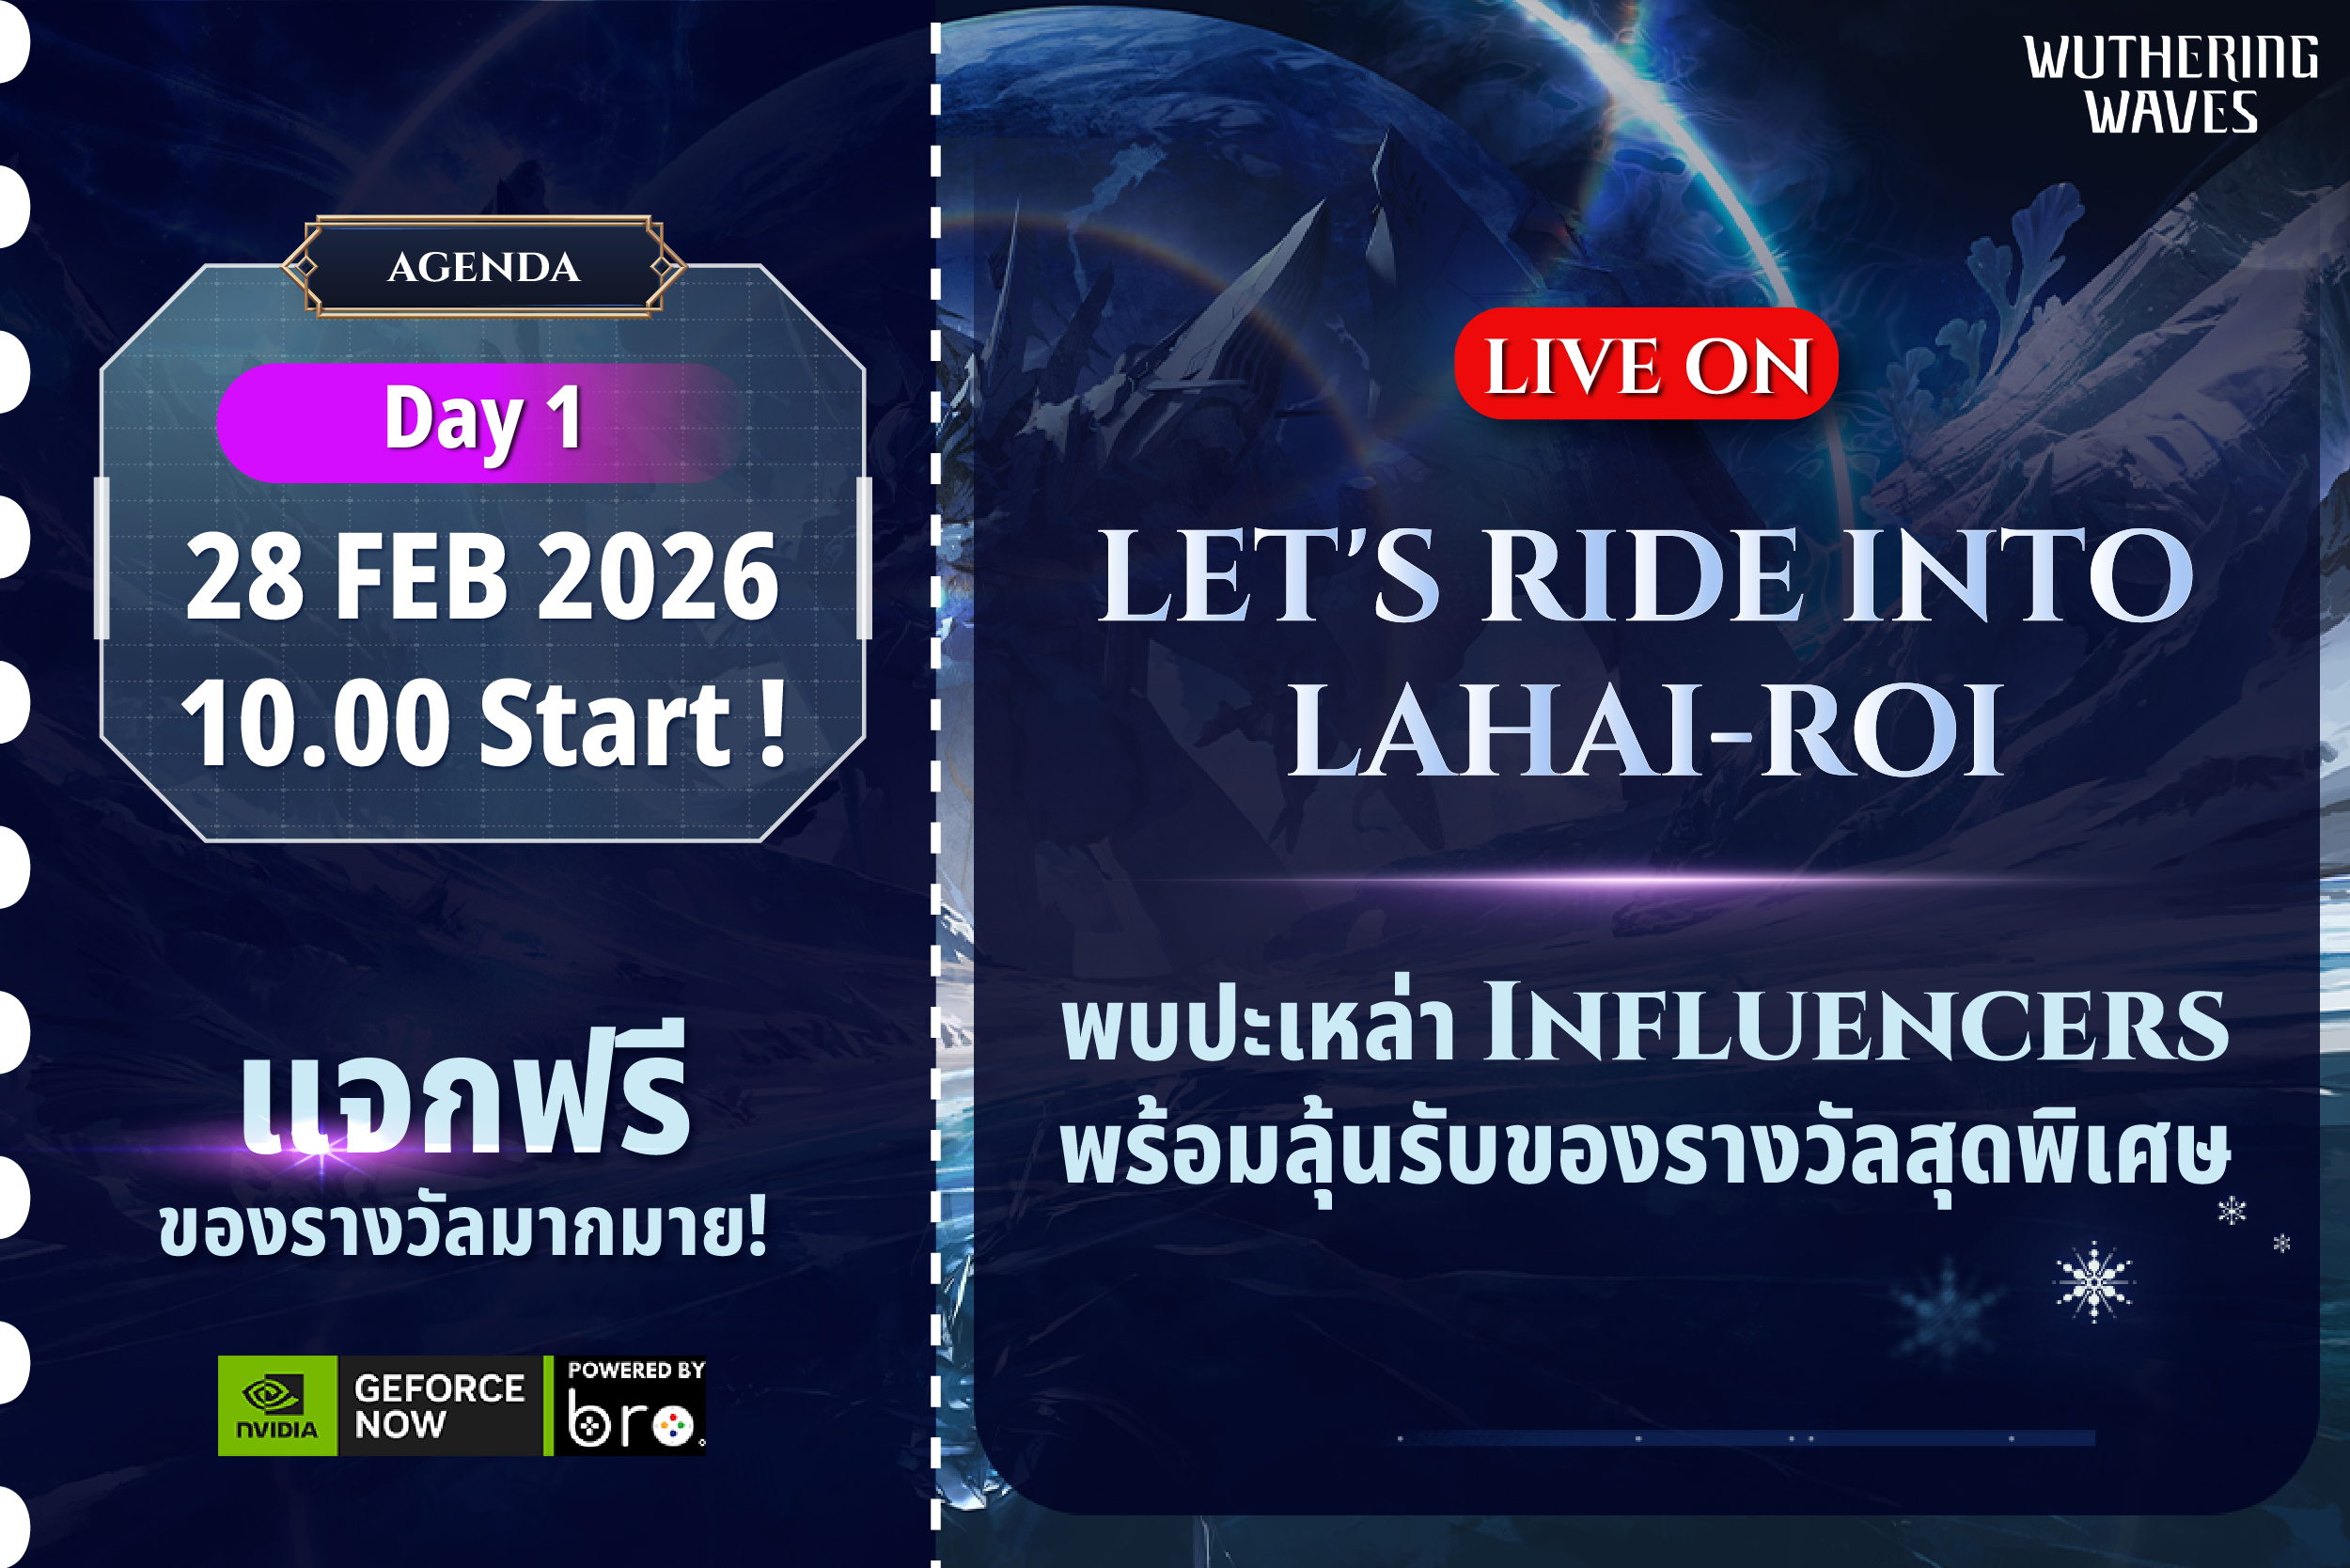 AGENDA
Day 1
28 FEB 2026
10.00 Start !
แจกฟรี
ของรางวัลมากมาย!
NVIDIA
GEFORCE
NOW
POWERED BY
bro.
WUTHERING
WAVES
LIVE ON
LET'S RIDE INTO
LAHAI-ROI
พบปะเหล่า INFLUENCERS
พร้อมลุ้นรับของรางวัลสุดพิเศษ